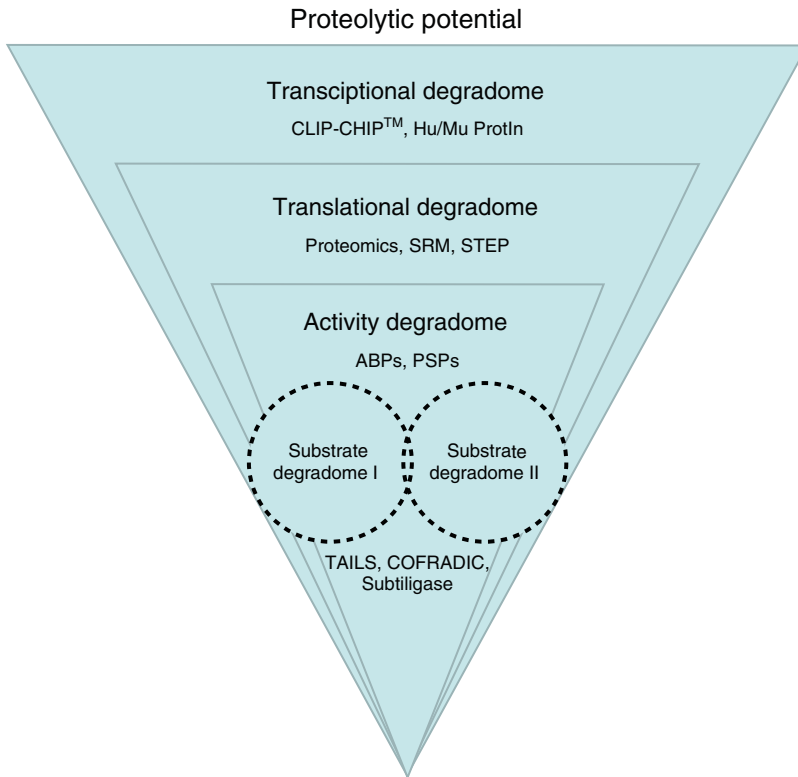 Proteolytic potential
Transciptional degradome
CLIP-CHIP™, Hu/Mu ProtIn
Translational degradome
Proteomics, SRM, STEP
Activity degradome
ABPs, PSPs
Substrate
degradome I
Substrate
degradome II
TAILS, COFRADIC,
Subtiligase